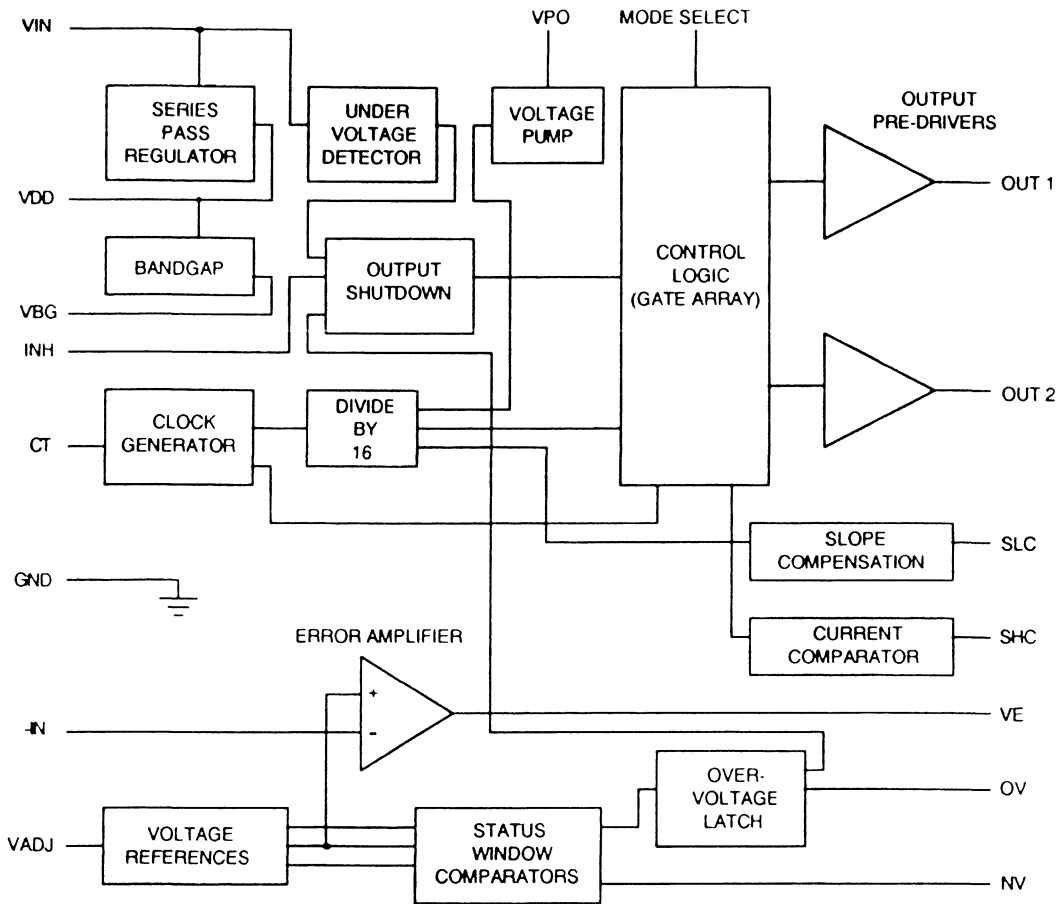 VIN
VPO
MODE SELECT
SERIES
PASS
REGULATOR
UNDER
VOLTAGE
DETECTOR
VOLTAGE
PUMP
OUTPUT
PRE-DRIVERS
OUT 1
VDD
BANDGAP
OUTPUT
SHUTDOWN
CONTROL
LOGIC
(GATE ARRAY)
VBG
INH
CT
CLOCK
GENERATOR
DIVIDE
BY
16
OUT 2
SLOPE
COMPENSATION
SLC
GND
ERROR AMPLIFIER
CURRENT
COMPARATOR
SHC
+
-
-IN
VE
OVER-
VOLTAGE
LATCH
OV
VADJ
VOLTAGE
REFERENCES
STATUS
WINDOW
COMPARATORS
NV